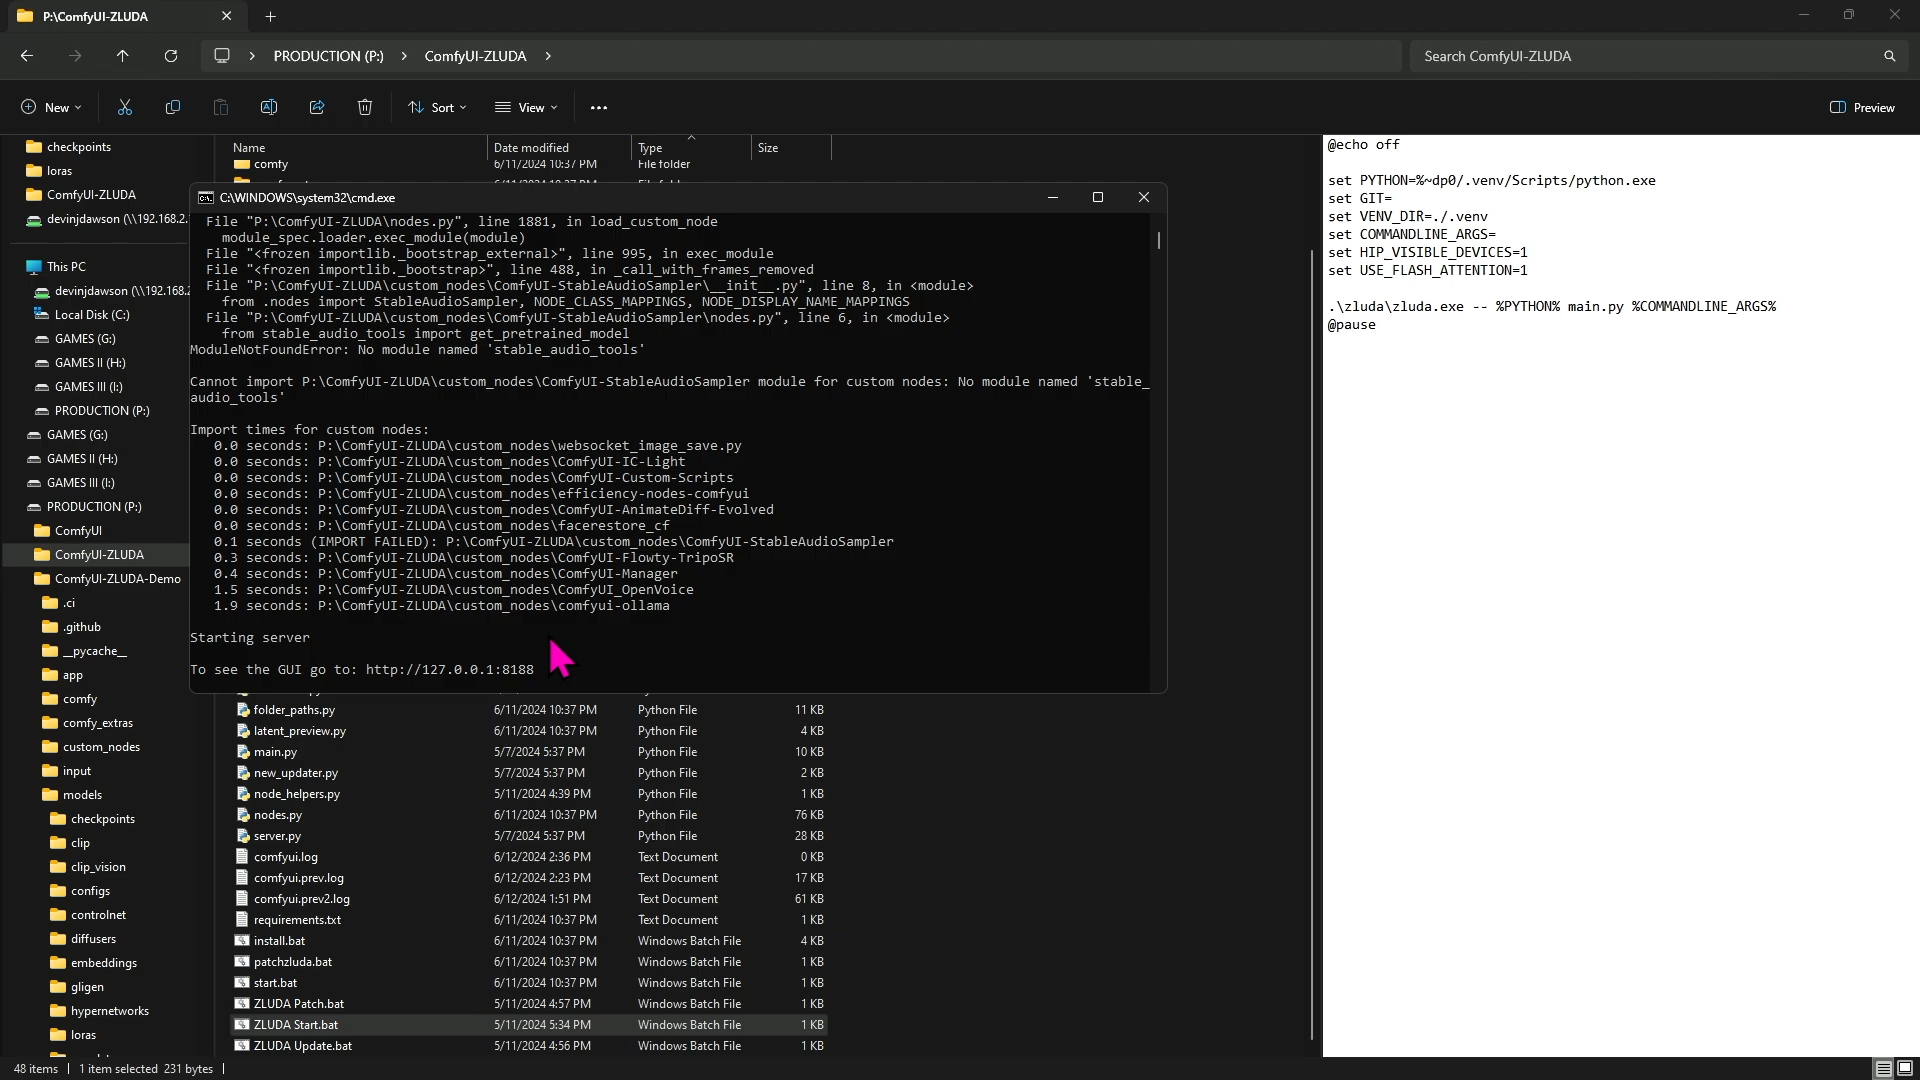 P:\ComfyUI-ZLUDA
PRODUCTION (P:)
ComfyUI-ZLUDA
Search ComfyUI-ZLUDA
New
Sort
View
Preview
checkpoints
loras
ComfyUI-ZLUDA
devinjdawson (\\192.168.2.
This PC
devinjdawson (\\192.168.2
Local Disk (C:)
GAMES (G:)
GAMES II (H:)
GAMES III (I:)
PRODUCTION (P:)
GAMES (G:)
GAMES II (H:)
GAMES III (I:)
PRODUCTION (P:)
ComfyUI
ComfyUI-ZLUDA
ComfyUI-ZLUDA-Demo
.ci
.github
__pycache__
app
comfy
comfy_extras
custom_nodes
input
models
checkpoints
clip
clip_vision
configs
controlnet
diffusers
embeddings
gligen
hypernetworks
loras
Name Date modified Type Size
comfy 6/11/2024 10:37 PM File folder
C:\WINDOWS\system32\cmd.exe
File "P:\ComfyUI-ZLUDA\nodes.py", line 1881, in load_custom_node
module_spec.loader.exec_module(module)
File "<frozen importlib._bootstrap_external>", line 995, in exec_module
File "<frozen importlib._bootstrap>", line 488, in _call_with_frames_removed
File "P:\ComfyUI-ZLUDA\custom_nodes\ComfyUI-StableAudioSampler\__init__.py", line 8, in <module>
from .nodes import StableAudioSampler, NODE_CLASS_MAPPINGS, NODE_DISPLAY_NAME_MAPPINGS
File "P:\ComfyUI-ZLUDA\custom_nodes\ComfyUI-StableAudioSampler\nodes.py", line 6, in <module>
from stable_audio_tools import get_pretrained_model
ModuleNotFoundError: No module named 'stable_audio_tools'
Cannot import P:\ComfyUI-ZLUDA\custom_nodes\ComfyUI-StableAudioSampler module for custom nodes: No module named 'stable_
audio_tools'
Import times for custom nodes:
0.0 seconds: P:\ComfyUI-ZLUDA\custom_nodes\websocket_image_save.py
0.0 seconds: P:\ComfyUI-ZLUDA\custom_nodes\ComfyUI-IC-Light
0.0 seconds: P:\ComfyUI-ZLUDA\custom_nodes\ComfyUI-Custom-Scripts
0.0 seconds: P:\ComfyUI-ZLUDA\custom_nodes\efficiency-nodes-comfyui
0.0 seconds: P:\ComfyUI-ZLUDA\custom_nodes\ComfyUI-AnimateDiff-Evolved
0.0 seconds: P:\ComfyUI-ZLUDA\custom_nodes\facerestore_cf
0.1 seconds (IMPORT FAILED): P:\ComfyUI-ZLUDA\custom_nodes\ComfyUI-StableAudioSampler
0.3 seconds: P:\ComfyUI-ZLUDA\custom_nodes\ComfyUI-Flowty-TripoSR
0.4 seconds: P:\ComfyUI-ZLUDA\custom_nodes\ComfyUI-Manager
1.5 seconds: P:\ComfyUI-ZLUDA\custom_nodes\ComfyUI_OpenVoice
1.9 seconds: P:\ComfyUI-ZLUDA\custom_nodes\comfyui-ollama
Starting server
To see the GUI go to: http://127.0.0.1:8188
folder_paths.py 6/11/2024 10:37 PM Python File 11 KB
latent_preview.py 6/11/2024 10:37 PM Python File 4 KB
main.py 5/7/2024 5:37 PM Python File 10 KB
new_updater.py 5/7/2024 5:37 PM Python File 2 KB
node_helpers.py 5/11/2024 4:39 PM Python File 1 KB
nodes.py 6/11/2024 10:37 PM Python File 76 KB
server.py 5/7/2024 5:37 PM Python File 28 KB
comfyui.log 6/12/2024 2:36 PM Text Document 0 KB
comfyui.prev.log 6/12/2024 2:23 PM Text Document 17 KB
comfyui.prev2.log 6/12/2024 1:51 PM Text Document 61 KB
requirements.txt 6/11/2024 10:37 PM Text Document 1 KB
install.bat 6/11/2024 10:37 PM Windows Batch File 4 KB
patchzluda.bat 6/11/2024 10:37 PM Windows Batch File 1 KB
start.bat 6/11/2024 10:37 PM Windows Batch File 1 KB
ZLUDA Patch.bat 5/11/2024 4:57 PM Windows Batch File 1 KB
ZLUDA Start.bat 5/11/2024 5:34 PM Windows Batch File 1 KB
ZLUDA Update.bat 5/11/2024 4:56 PM Windows Batch File 1 KB
@echo off
set PYTHON=%~dp0/.venv/Scripts/python.exe
set GIT=
set VENV_DIR=./.venv
set COMMANDLINE_ARGS=
set HIP_VISIBLE_DEVICES=1
set USE_FLASH_ATTENTION=1
.\zluda\zluda.exe -- %PYTHON% main.py %COMMANDLINE_ARGS%
@pause
48 items 1 item selected 231 bytes